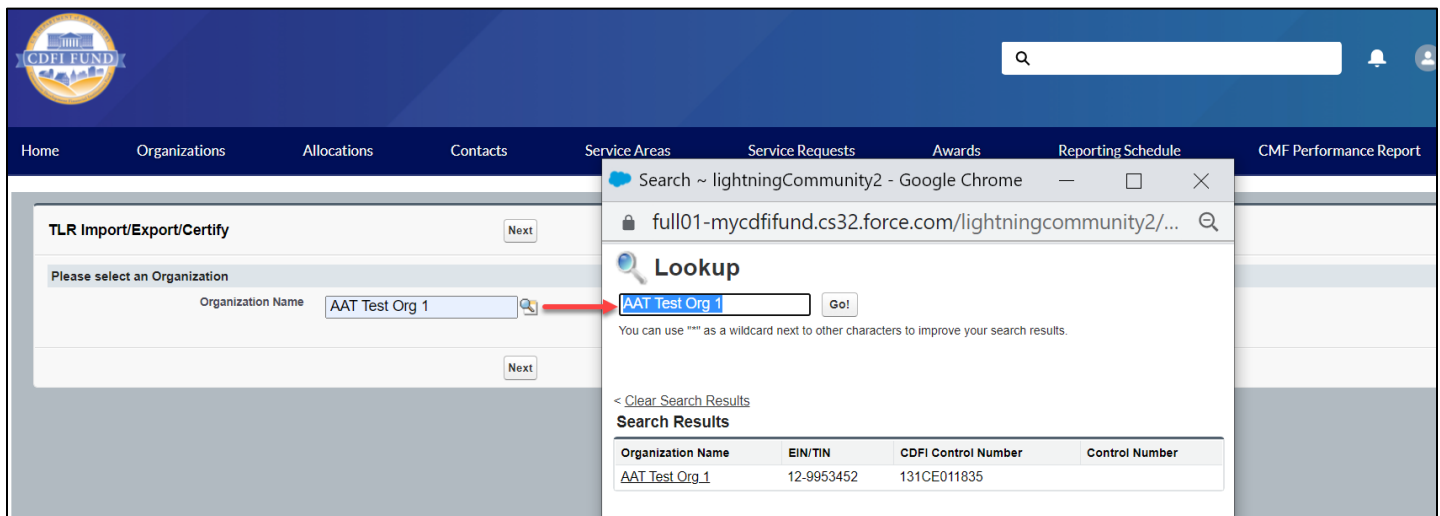 CDFI FUND
Home Organizations Allocations Contacts Service Areas Service Requests Awards Reporting Schedule CMF Performance Report
Search ~ lightningCommunity2 - Google Chrome
full01-mycdfifund.cs32.force.com/lightningcommunity2/...
TLR Import/Export/Certify Next
Please select an Organization
Organization Name AAT Test Org 1
Next
Lookup
AAT Test Org 1 Go!
You can use "*" as a wildcard next to other characters to improve your search results.
< Clear Search Results
Search Results
Organization Name EIN/TIN CDFI Control Number Control Number
AAT Test Org 1 12-9953452 131CE011835